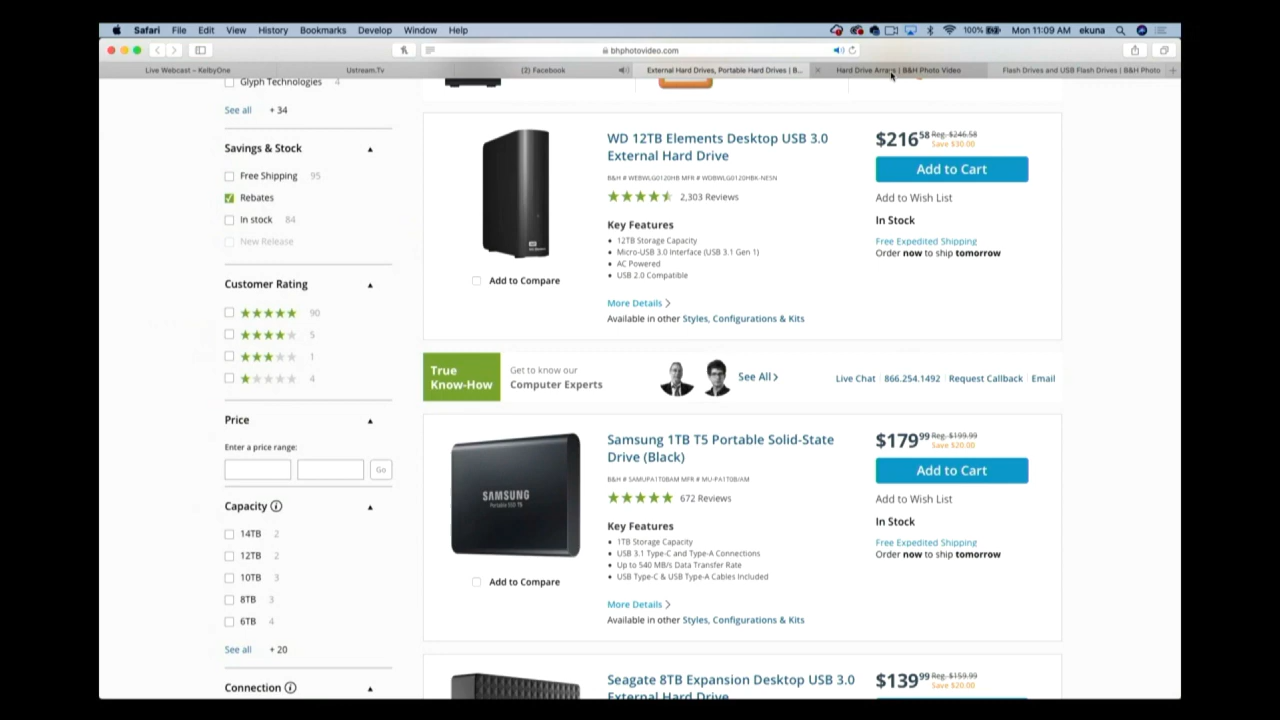 Safari File Edit View History Bookmarks Develop Window Help
100% Mon 11:09 AM ekuna
bhphotovideo.com
Live Webcast – KelbyOne
Ustream.Tv
(2) Facebook
External Hard Drives, Portable Hard Drives | B...
Hard Drive Arrays | B&H Photo Video
Flash Drives and USB Flash Drives | B&H Photo
Glyph Technologies 4
See all + 34
Savings & Stock
Free Shipping 95
Rebates
In stock 84
New Release
Customer Rating
90
5
1
4
Price
Enter a price range:
Go
Capacity
14TB 2
12TB 2
10TB 3
8TB 3
6TB 4
See all + 20
Connection
WD 12TB Elements Desktop USB 3.0
External Hard Drive
B&H # WEBWLG0120HB MFR # WDBWLG0120HBK-NESN
2,303 Reviews
Key Features
12TB Storage Capacity
Micro-USB 3.0 Interface (USB 3.1 Gen 1)
AC Powered
USB 2.0 Compatible
Add to Compare
More Details
Available in other Styles, Configurations & Kits
$216 58 Reg. $246.58
Save $30.00
Add to Cart
Add to Wish List
In Stock
Free Expedited Shipping
Order now to ship tomorrow
True
Know-How
Get to know our
Computer Experts
See All
Live Chat 866.254.1492 Request Callback Email
SAMSUNG
Portable SSD T5
Samsung 1TB T5 Portable Solid-State
Drive (Black)
B&H # SAMUPA1T0BAM MFR # MU-PA1T0B/AM
672 Reviews
Key Features
1TB Storage Capacity
USB 3.1 Type-C and Type-A Connections
Up to 540 MB/s Data Transfer Rate
USB Type-C & USB Type-A Cables Included
Add to Compare
More Details
Available in other Styles, Configurations & Kits
$179 99 Reg. $199.99
Save $20.00
Add to Cart
Add to Wish List
In Stock
Free Expedited Shipping
Order now to ship tomorrow
Seagate 8TB Expansion Desktop USB 3.0
External Hard Drive
$139 99 Reg. $159.99
Save $20.00